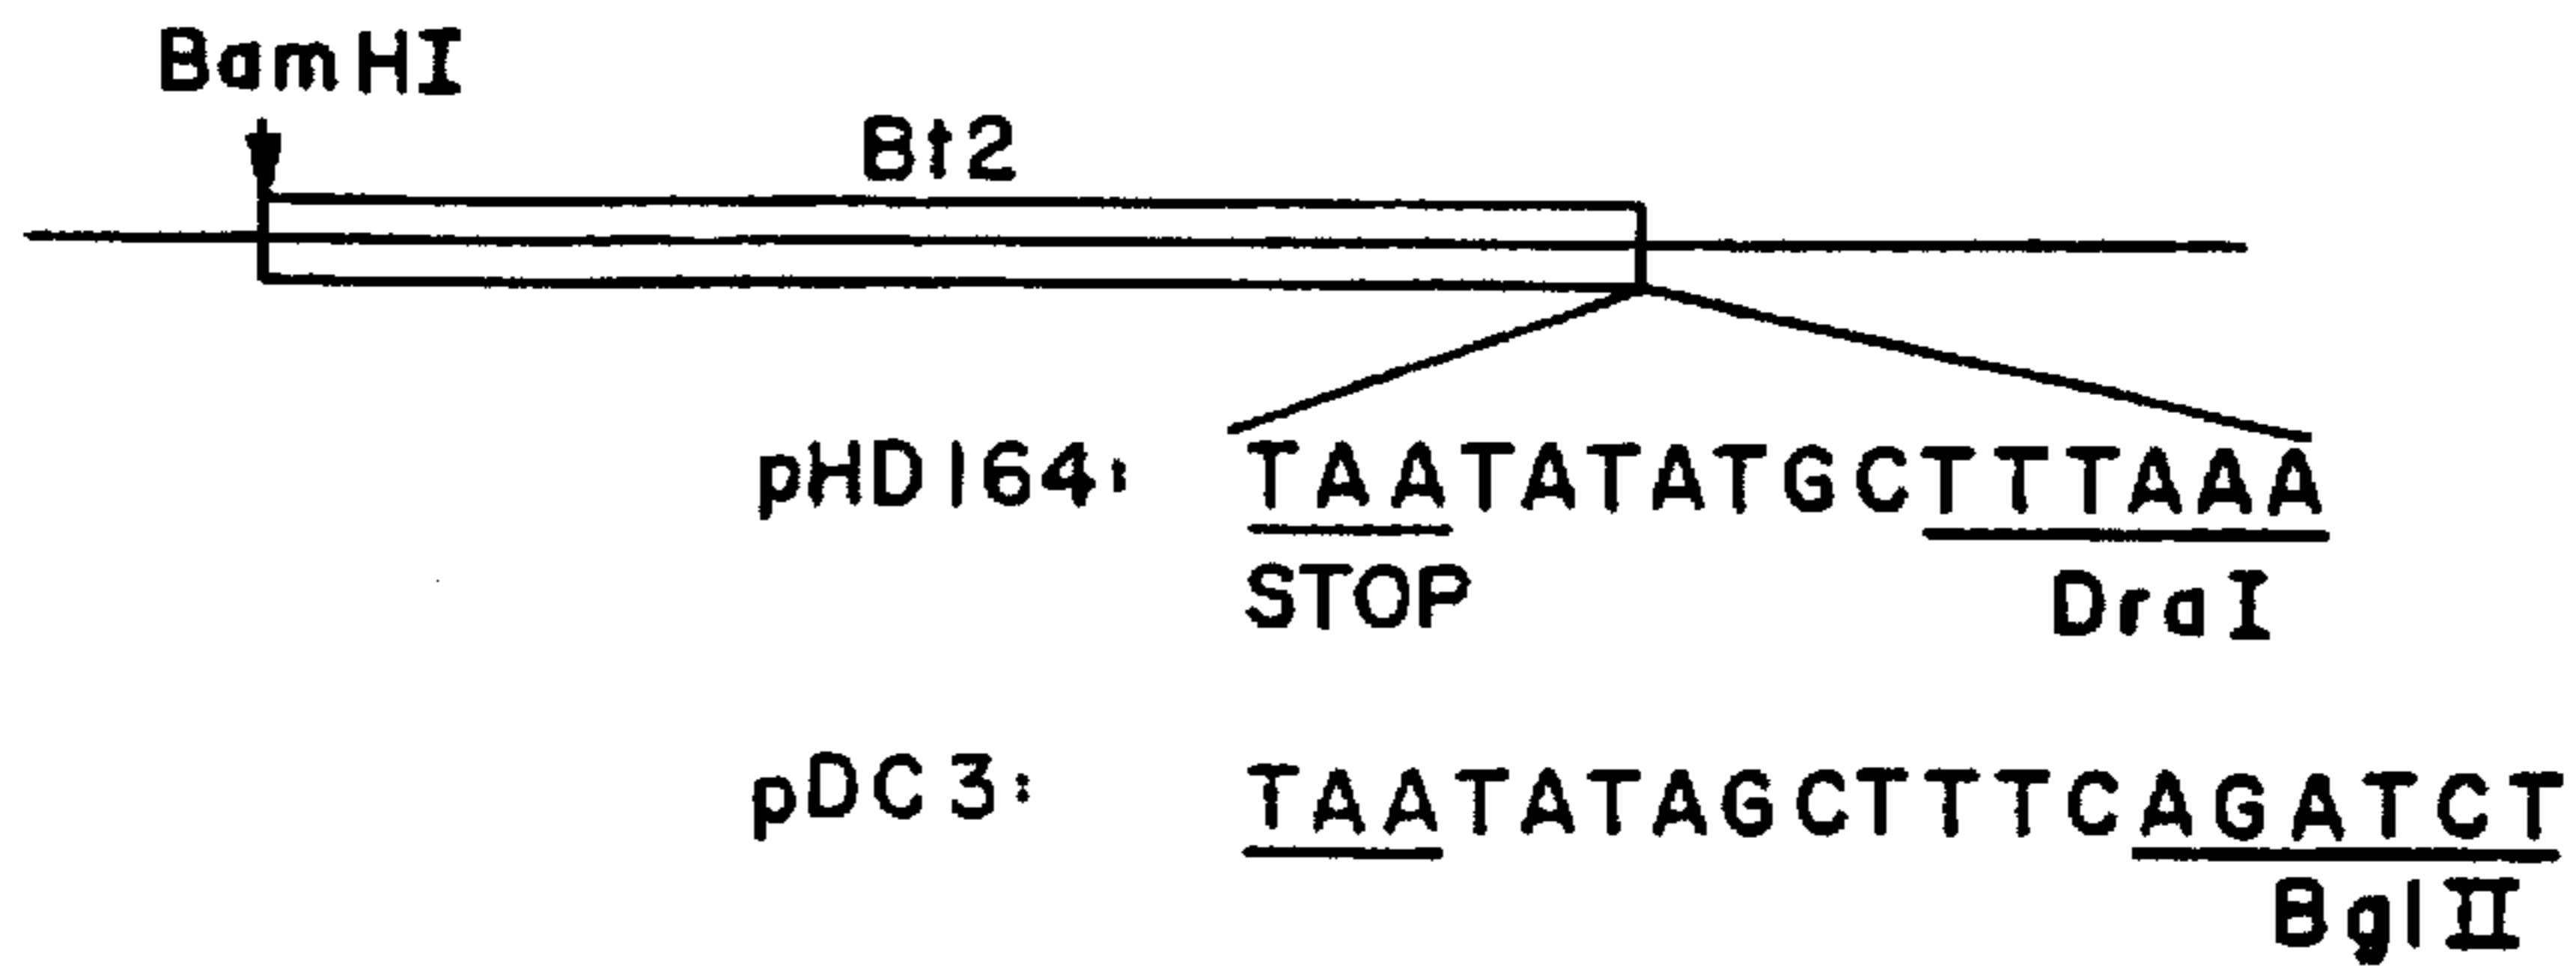 BamHI
Bt2
pHD164: TAATATATGCTTTAAA
STOP DraI
pDC3: TAATATAGCTTTCAGATCT
BglII